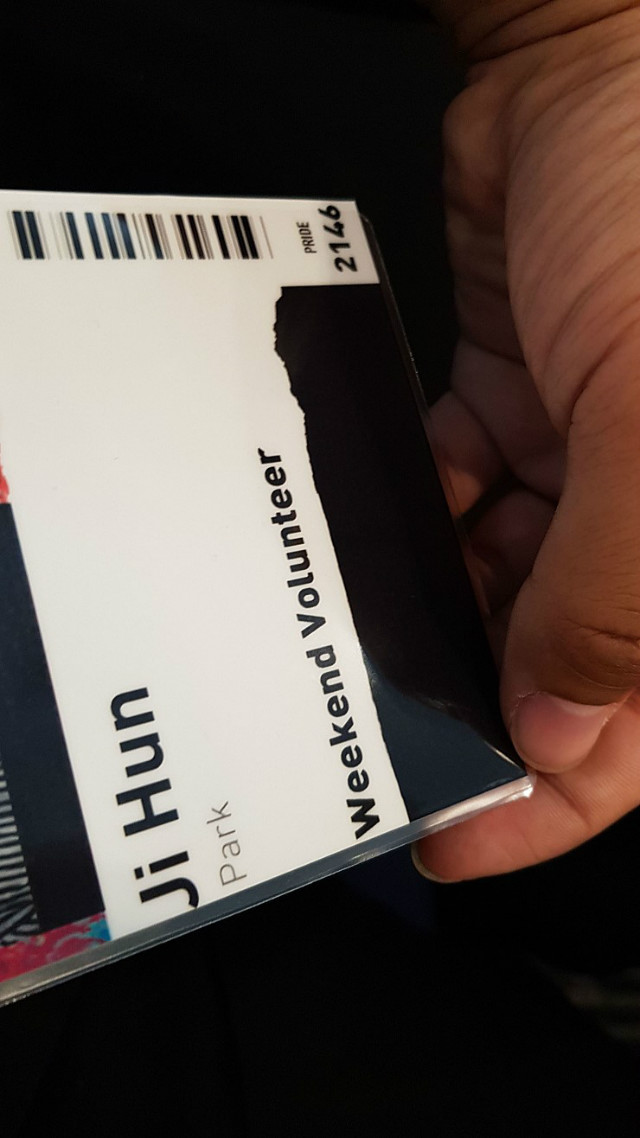 Ji Hun
Park
Weekend Volunteer
PRIDE
2146